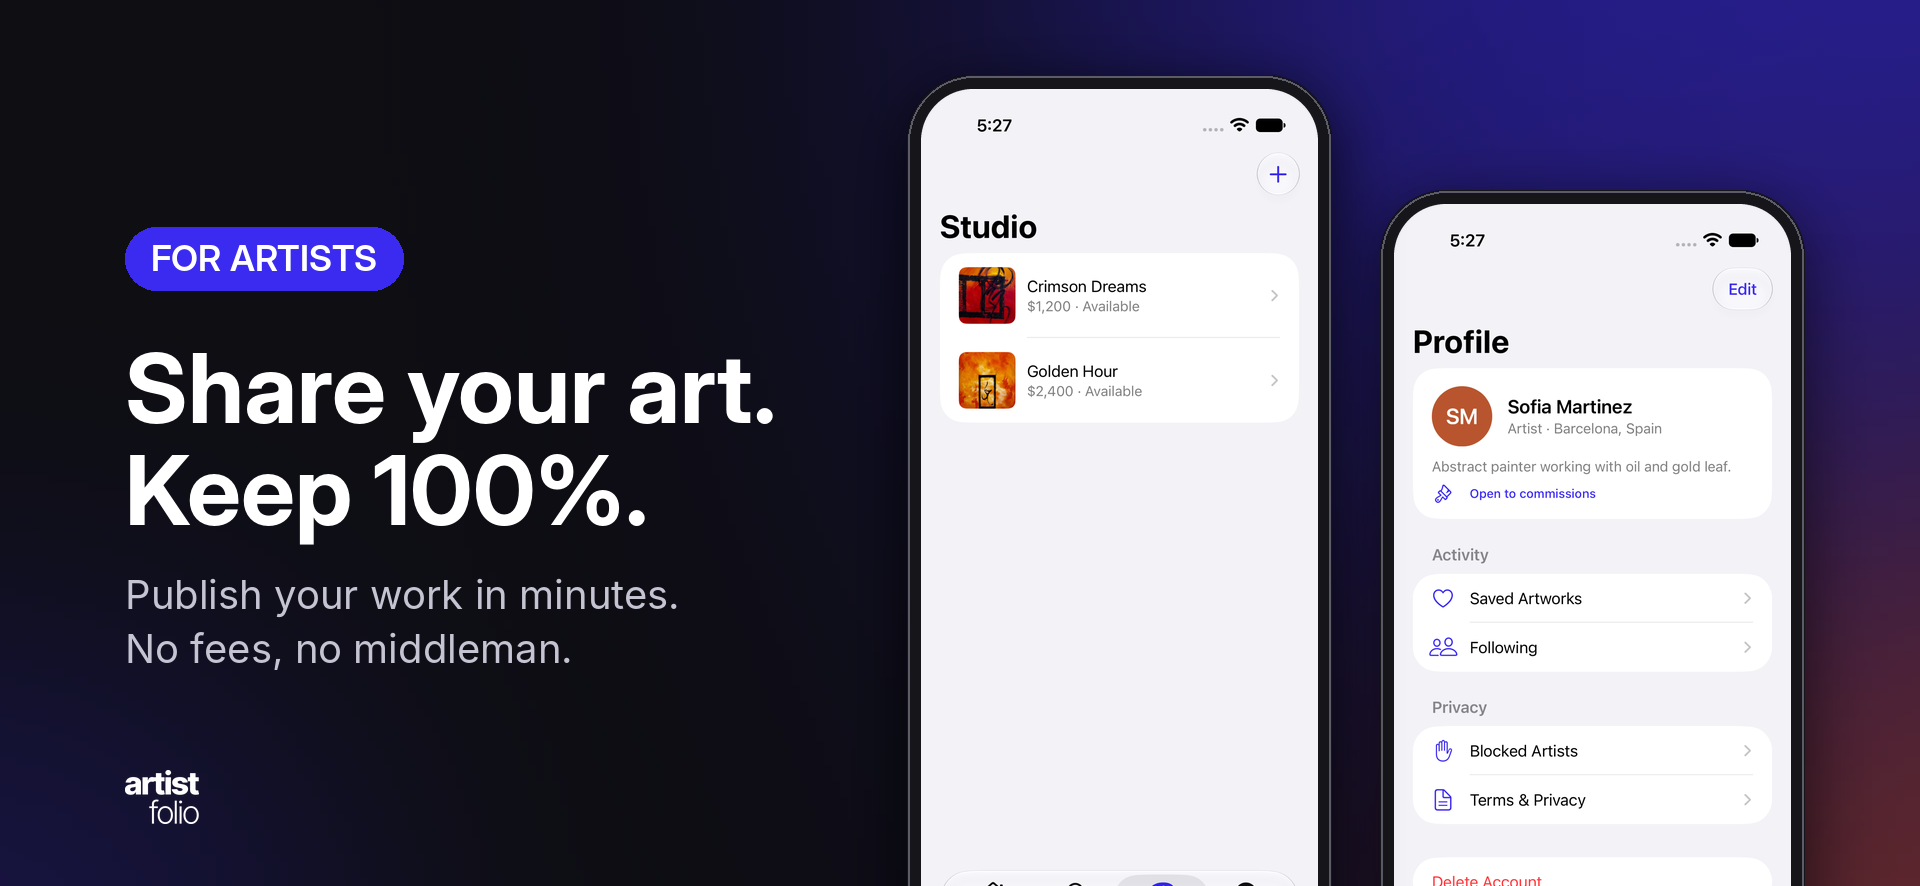 FOR ARTISTS
Share your art.
Keep 100%.
Publish your work in minutes.
No fees, no middleman.
artist
folio
5:27
Studio
Crimson Dreams
$1,200 · Available
Golden Hour
$2,400 · Available
5:27
Edit
Profile
SM
Sofia Martinez
Artist · Barcelona, Spain
Abstract painter working with oil and gold leaf.
Open to commissions
Activity
Saved Artworks
Following
Privacy
Blocked Artists
Terms & Privacy
Delete Account